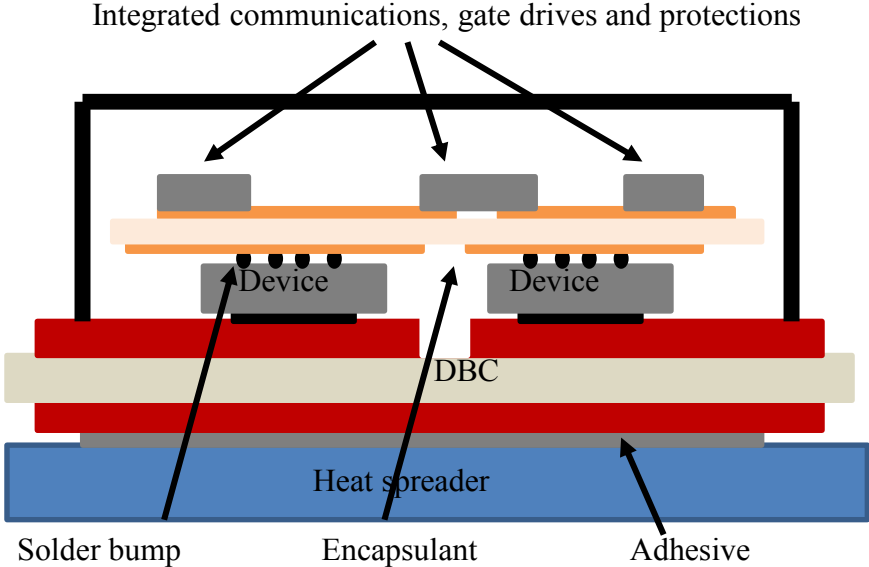 Integrated communications, gate drives and protections
Device
Device
DBC
Heat spreader
Solder bump
Encapsulant
Adhesive